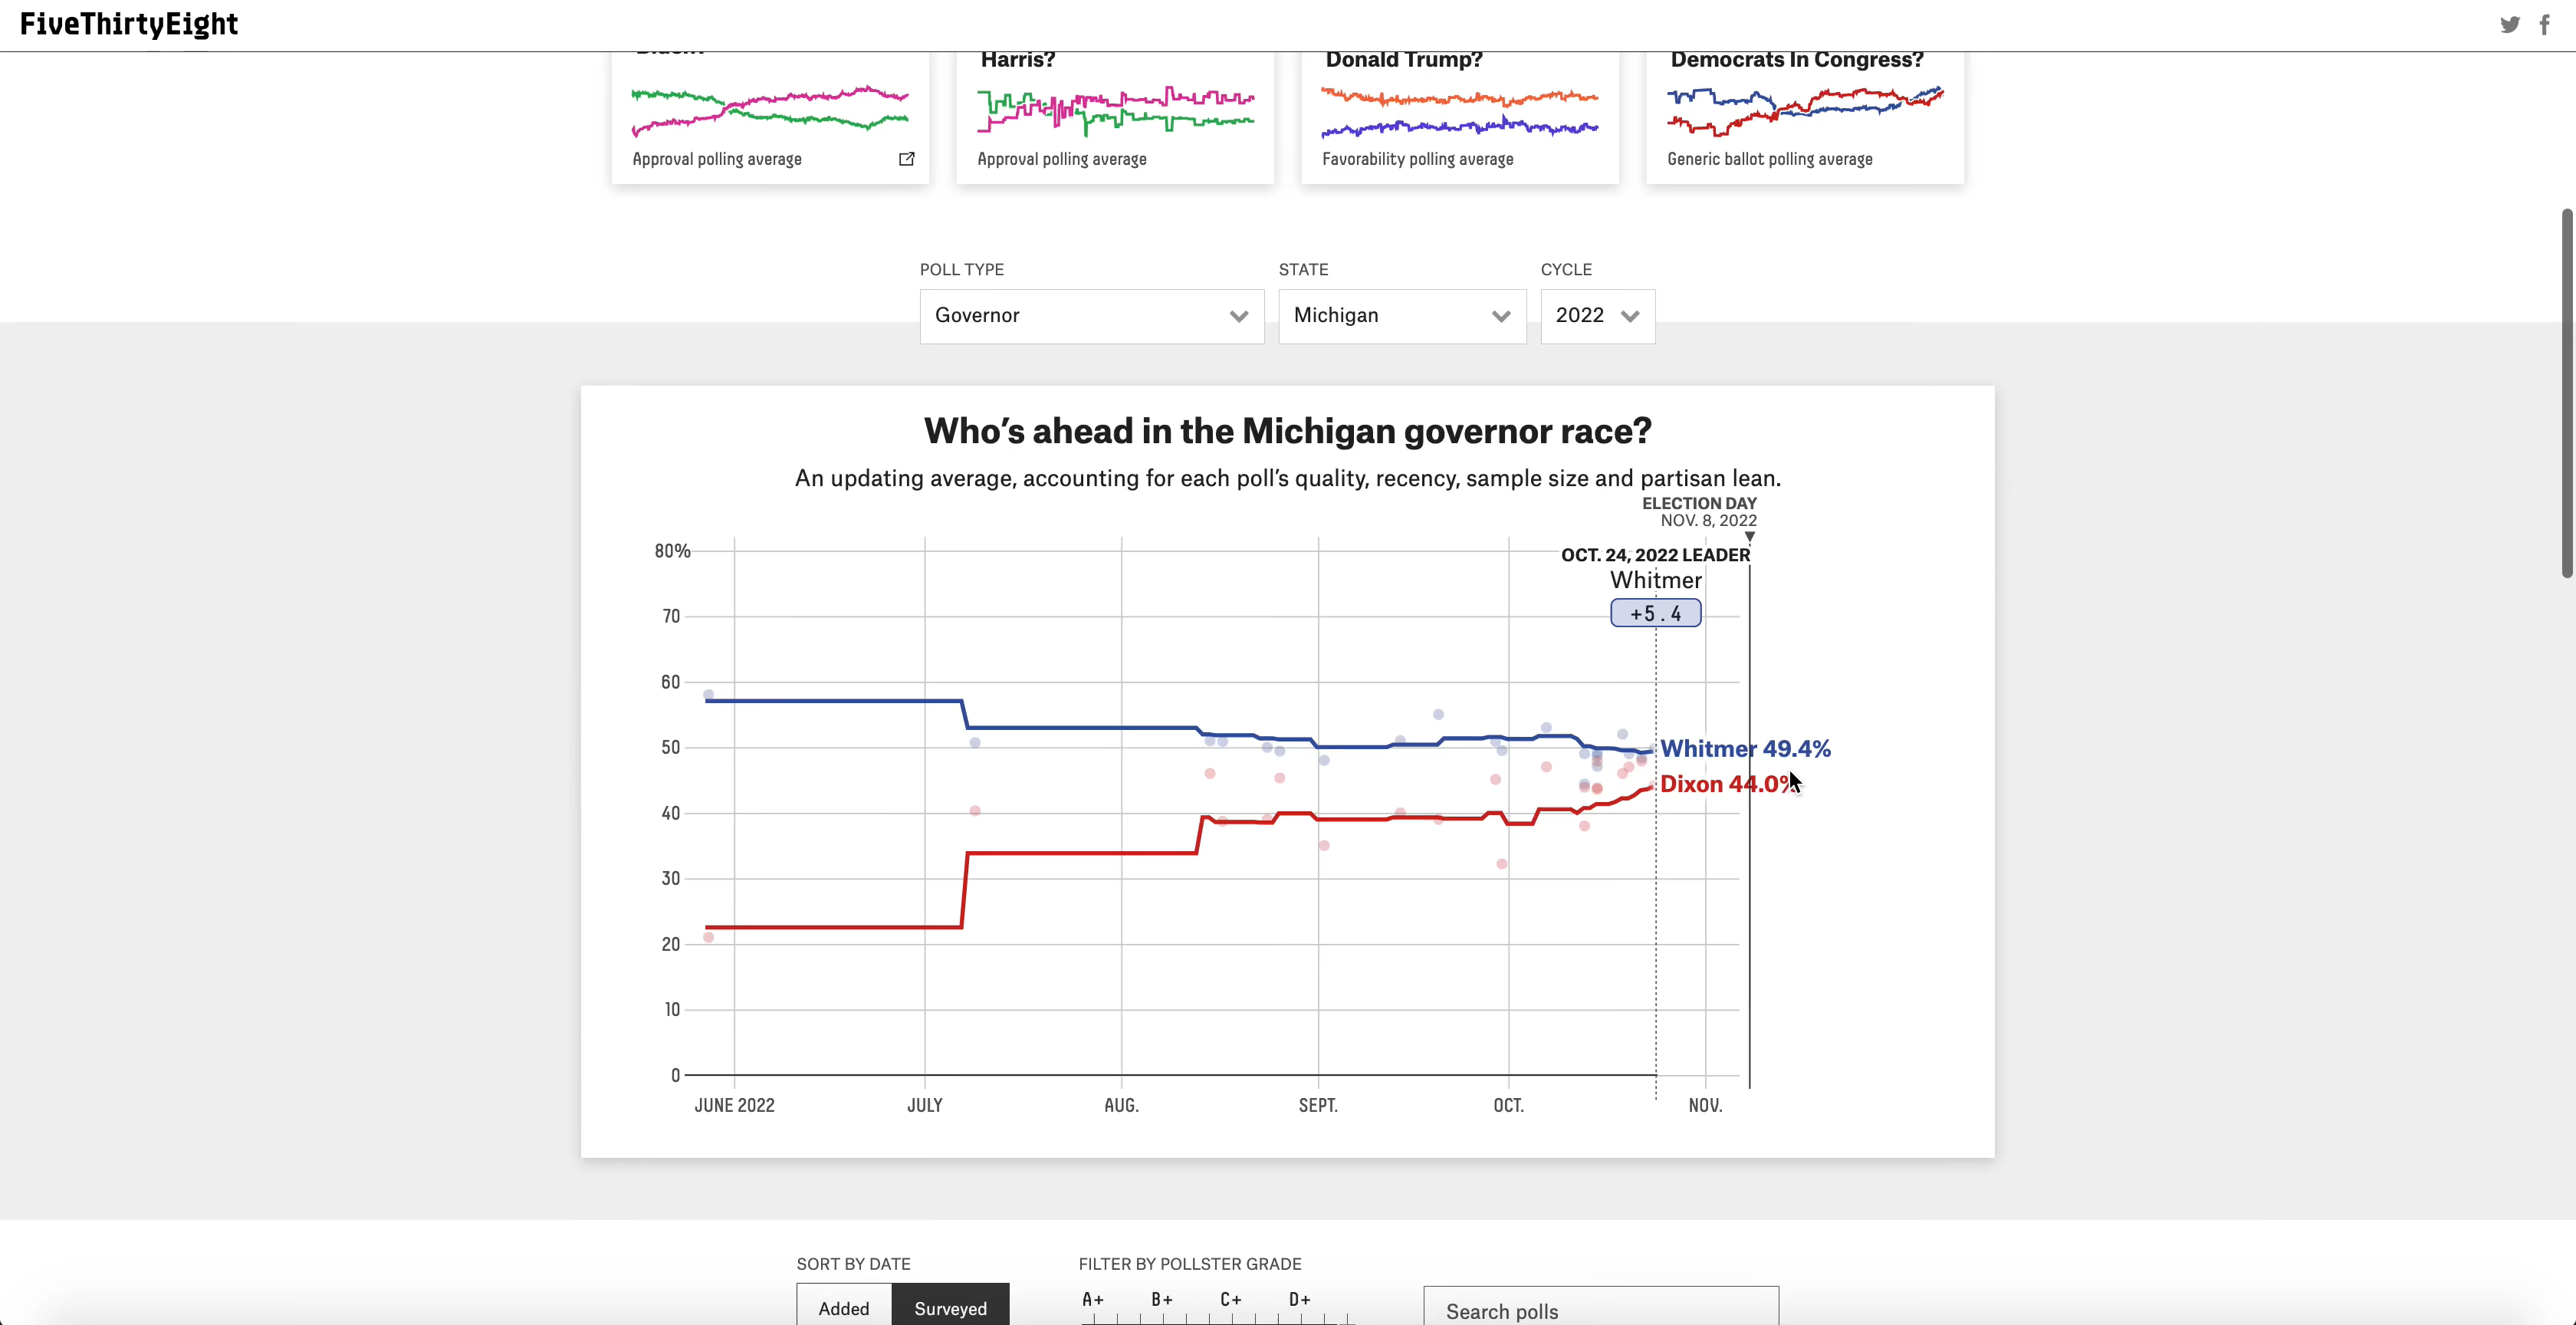 FiveThirtyEight
Harris?
Donald Trump?
Democrats In Congress?
Approval polling average
Approval polling average
Favorability polling average
Generic ballot polling average
POLL TYPE
STATE
CYCLE
Governor
Michigan
2022
Who's ahead in the Michigan governor race?
An updating average, accounting for each poll's quality, recency, sample size and partisan lean.
ELECTION DAY
NOV. 8, 2022
OCT. 24, 2022 LEADER
Whitmer
+5.4
80%
70
60
50
40
30
20
10
0
Whitmer 49.4%
Dixon 44.0%
JUNE 2022
JULY
AUG.
SEPT.
OCT.
NOV.
SORT BY DATE
Added
Surveyed
FILTER BY POLLSTER GRADE
A+
B+
C+
D+
Search polls